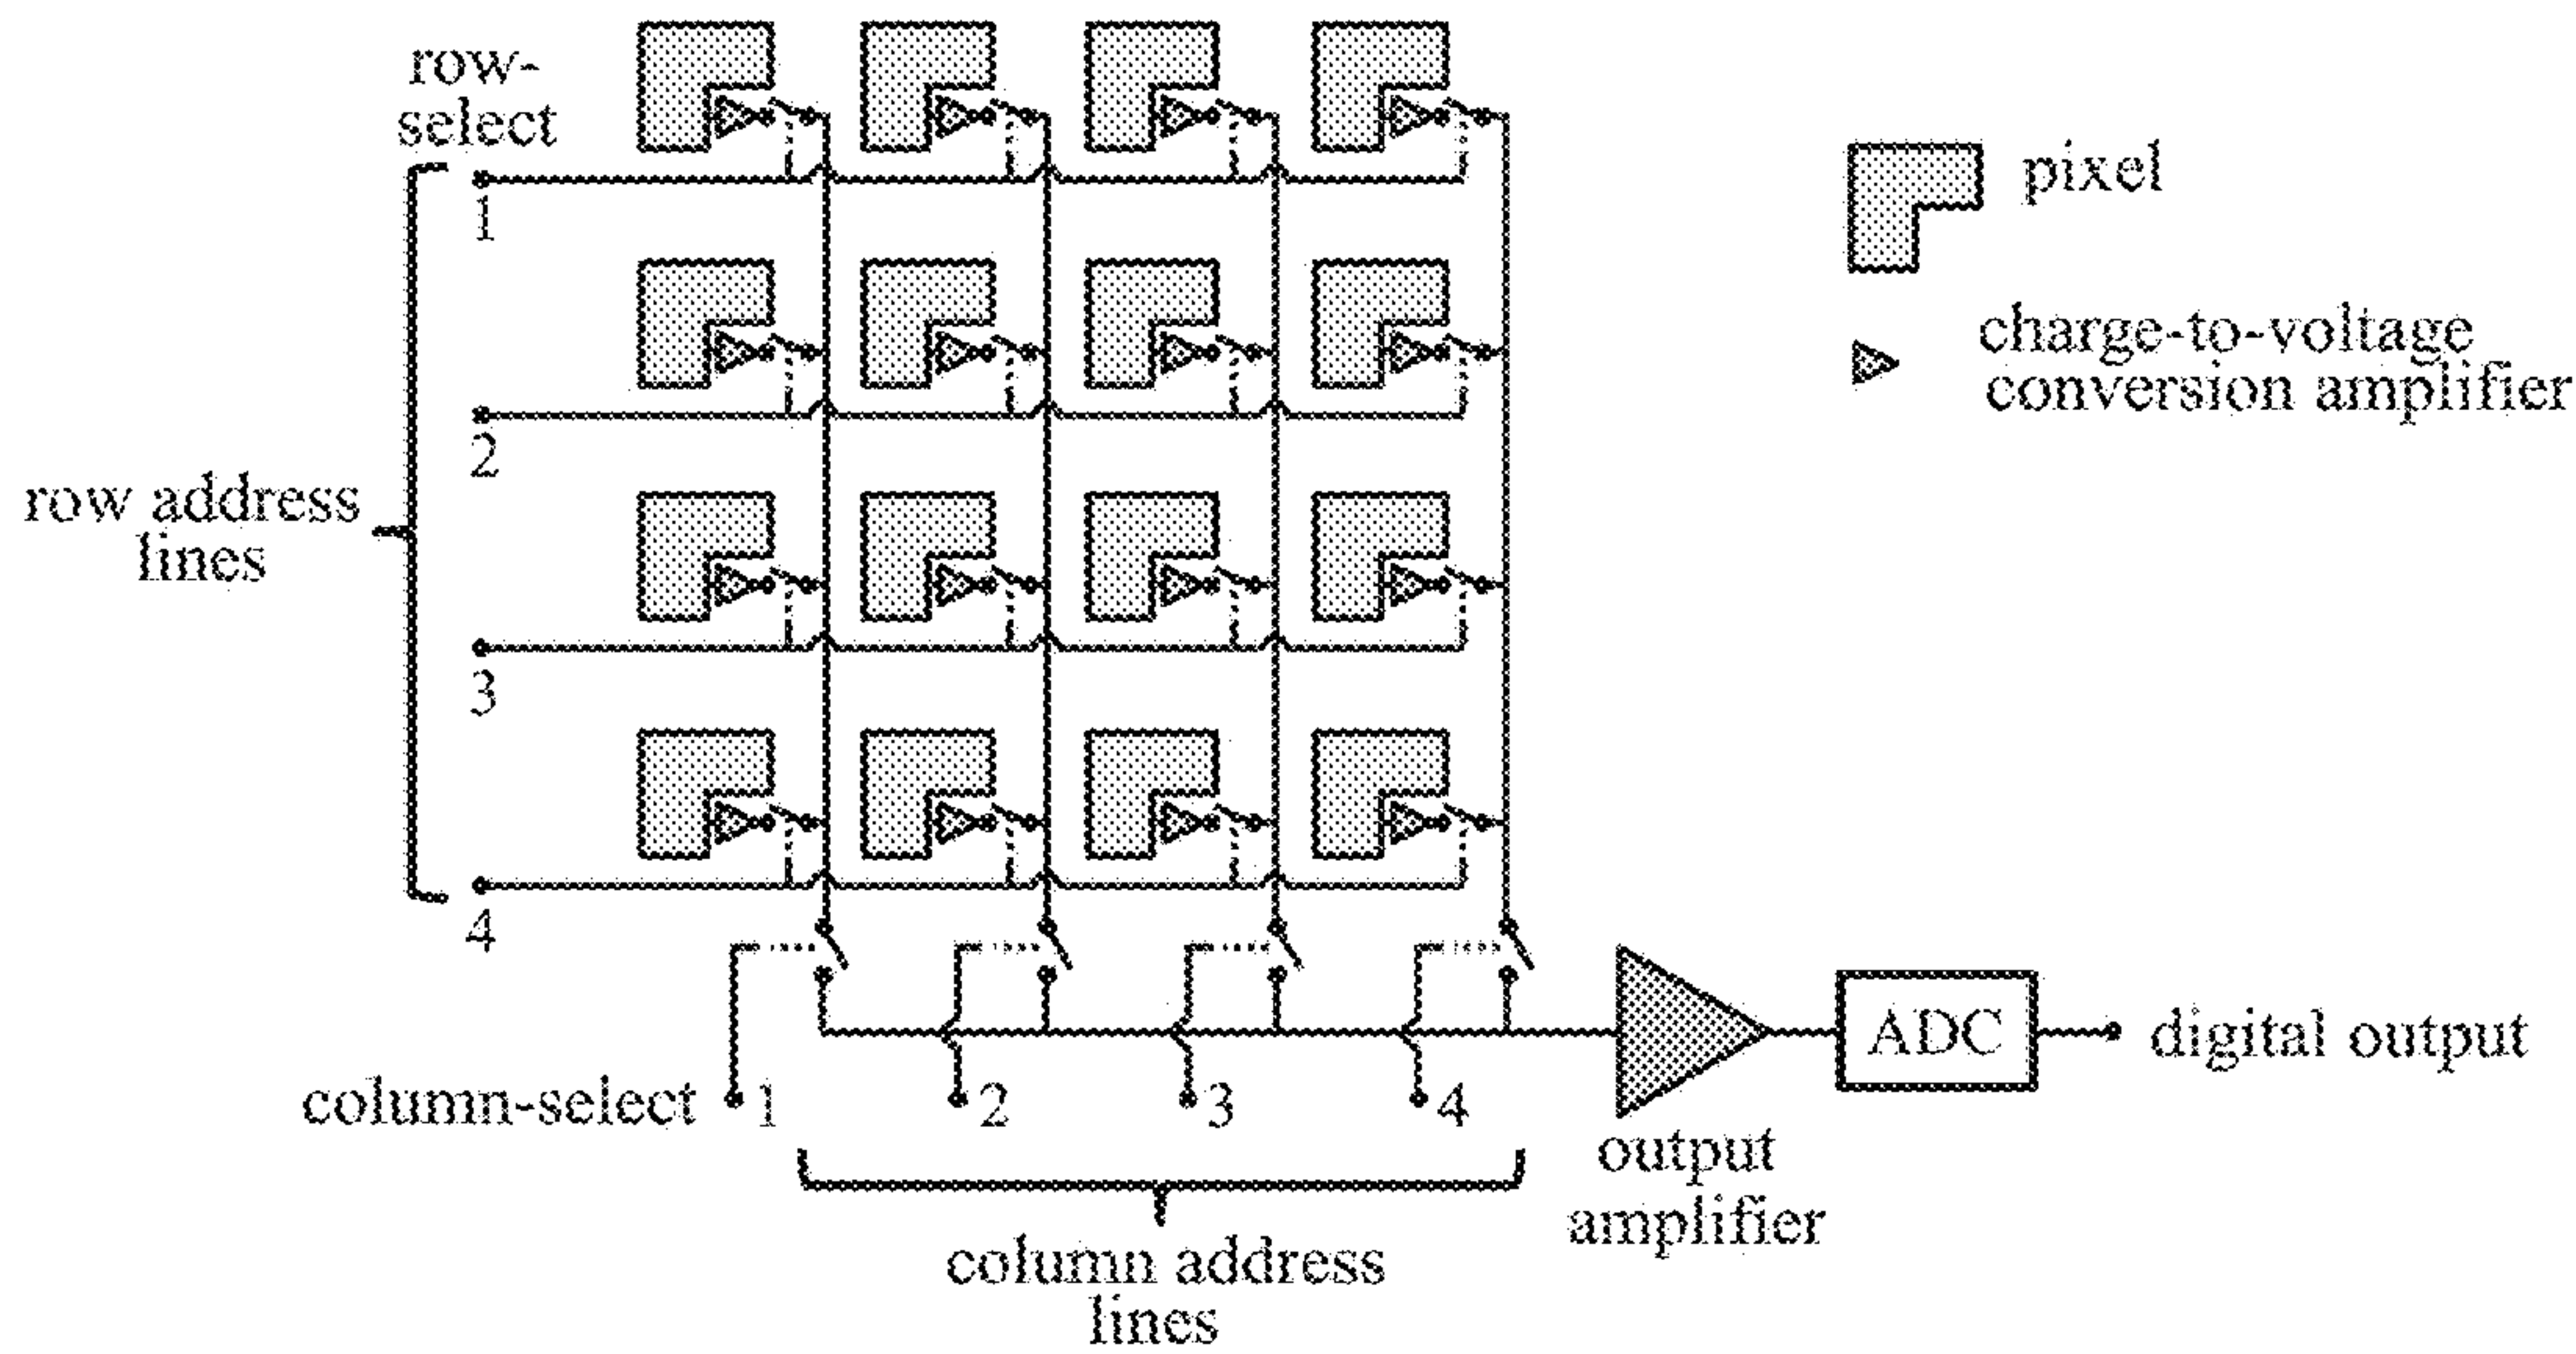 row-
select
1
2
3
4
row address
lines
pixel
charge-to-voltage
conversion amplifier
column-select
1
2
3
4
column address
lines
output
amplifier
ADC
digital output